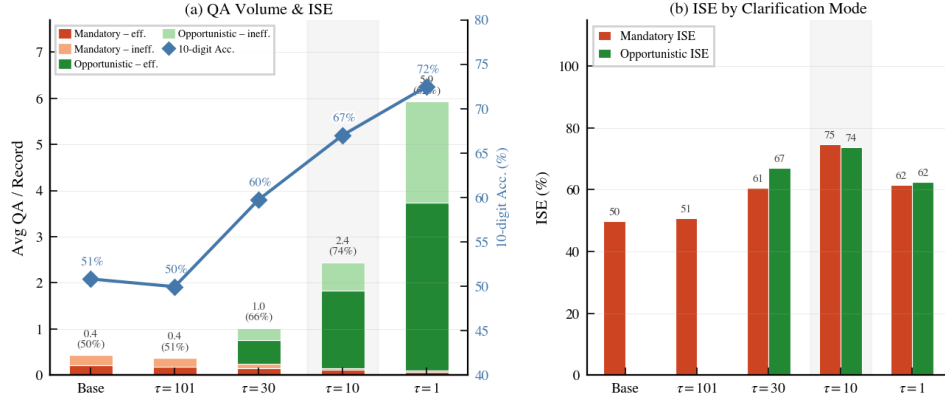 (a) QA Volume & ISE
Mandatory – eff.
Mandatory – ineff.
Opportunistic – eff.
Opportunistic – ineff.
10-digit Acc.
Avg QA / Record
7
6
5
4
3
2
1
0
80
75
70
65
60
55
50
45
40
10-digit Acc. (%)
51%
50%
60%
67%
72%
0.4
(50%)
0.4
(51%)
1.0
(66%)
2.4
(74%)
Base
τ=101
τ=30
τ=10
τ=1
(b) ISE by Clarification Mode
Mandatory ISE
Opportunistic ISE
ISE (%)
100
80
60
40
20
0
50
51
61
67
75
74
62
62
Base
τ=101
τ=30
τ=10
τ=1